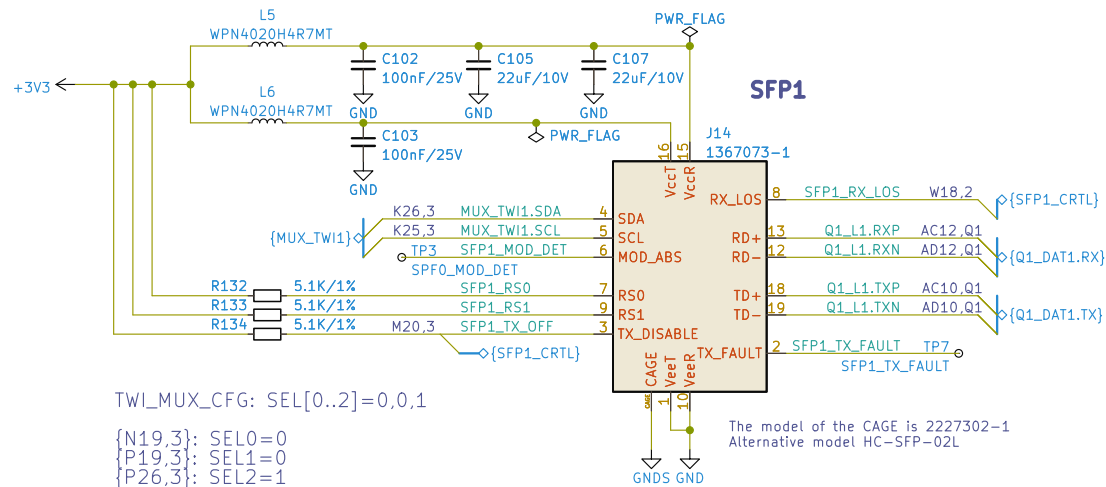 L5
WPN4020H4R7MT
PWR_FLAG
C102
100nF/25V
C105
22uF/10V
C107
22uF/10V
+3V3
GND
GND
GND
SFP1
L6
WPN4020H4R7MT
PWR_FLAG
C103
100nF/25V
GND
J14
1367073-1
16
15
VccT
VccR
RX_LOS
8
SFP1_RX_LOS
W18,2
{SFP1_CRTL}
{MUX_TWI1}
K26,3
MUX_TWI1.SDA
4
SDA
K25,3
MUX_TWI1.SCL
5
SCL
TP3
SFP1_MOD_DET
6
MOD_ABS
SPF0_MOD_DET
RD+
13
Q1_L1.RXP
AC12,Q1
RD-
12
Q1_L1.RXN
AD12,Q1
{Q1_DAT1.RX}
R132
5.1K/1%
SFP1_RS0
7
RS0
R133
5.1K/1%
SFP1_RS1
9
RS1
R134
5.1K/1%
M20,3
SFP1_TX_OFF
3
TX_DISABLE
{SFP1_CRTL}
TD+
18
Q1_L1.TXP
AC10,Q1
TD-
19
Q1_L1.TXN
AD10,Q1
{Q1_DAT1.TX}
TX_FAULT
2
SFP1_TX_FAULT
TP7
SFP1_TX_FAULT
CAGE
VeeT
VeeR
CAGE
1
10
GNDS
GND
The model of the CAGE is 2227302-1
Alternative model HC-SFP-02L
TWI_MUX_CFG: SEL[0..2]=0,0,1
{N19,3}: SEL0=0
{P19,3}: SEL1=0
{P26,3}: SEL2=1